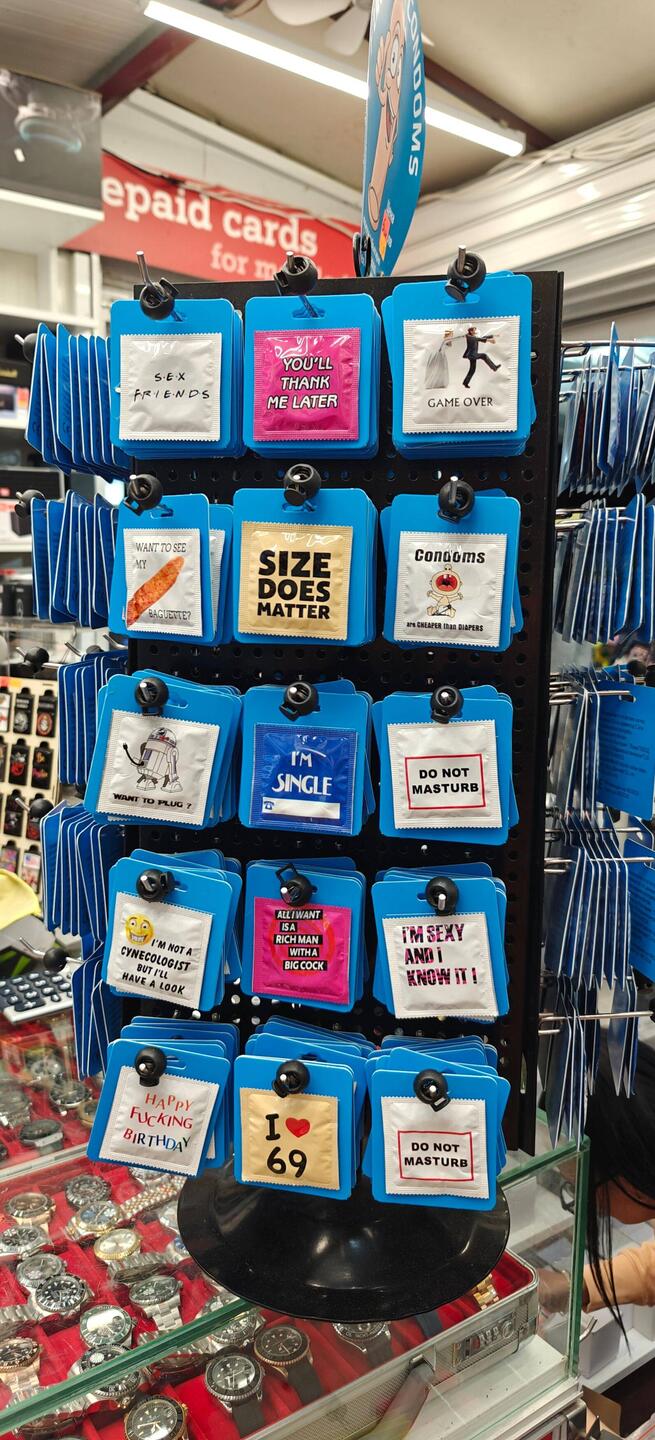 CONDOMS
epaid cards
for m
SEX
F·R·I·E·N·D·S
YOU'LL
THANK
ME LATER
GAME OVER
WANT TO SEE
MY
BAGUETTE?
SIZE
DOES
MATTER
Condoms
are CHEAPER than DIAPERS
WANT TO PLUG ?
I'M
SINGLE
DO NOT
MASTURB
I'M NOT A
GYNECOLOGIST
BUT I'LL
HAVE A LOOK
ALL I WANT
IS A
RICH MAN
WITH A
BIG COCK
I'M SEXY
AND I
KNOW IT !
HAPPY
FUCKING
BIRTHDAY
I ❤
69
DO NOT
MASTURB